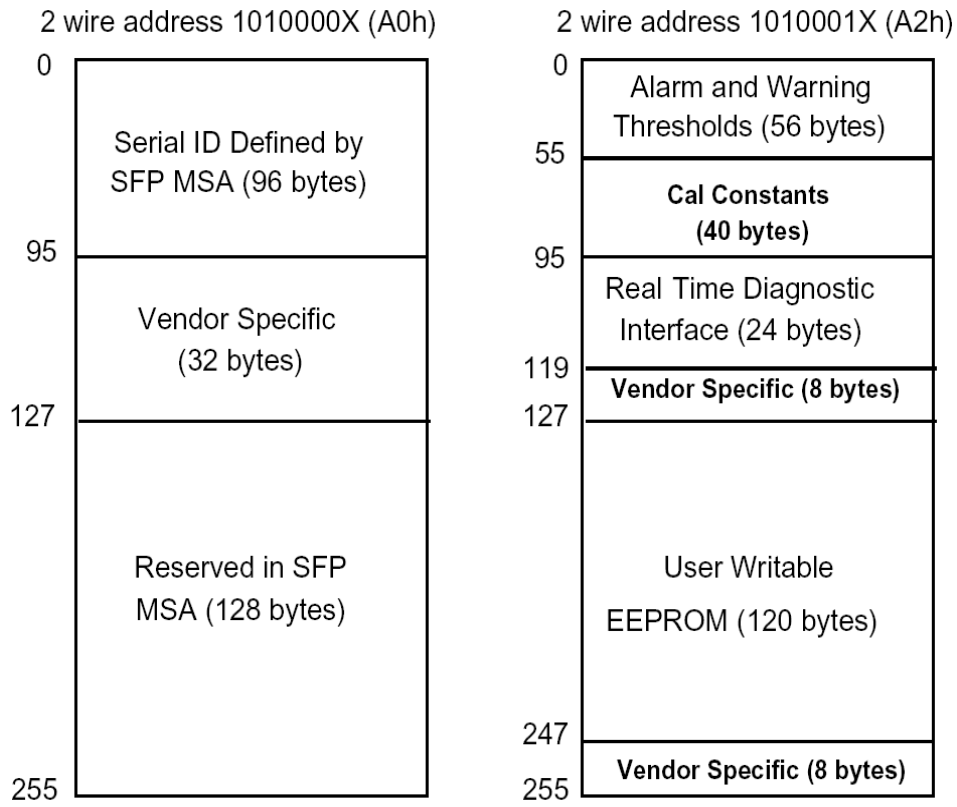 2 wire address 1010000X (A0h)
0
Serial ID Defined by
SFP MSA (96 bytes)
95
Vendor Specific
(32 bytes)
127
Reserved in SFP
MSA (128 bytes)
255
2 wire address 1010001X (A2h)
0
Alarm and Warning
Thresholds (56 bytes)
55
Cal Constants
(40 bytes)
95
Real Time Diagnostic
Interface (24 bytes)
119
Vendor Specific (8 bytes)
127
User Writable
EEPROM (120 bytes)
247
Vendor Specific (8 bytes)
255